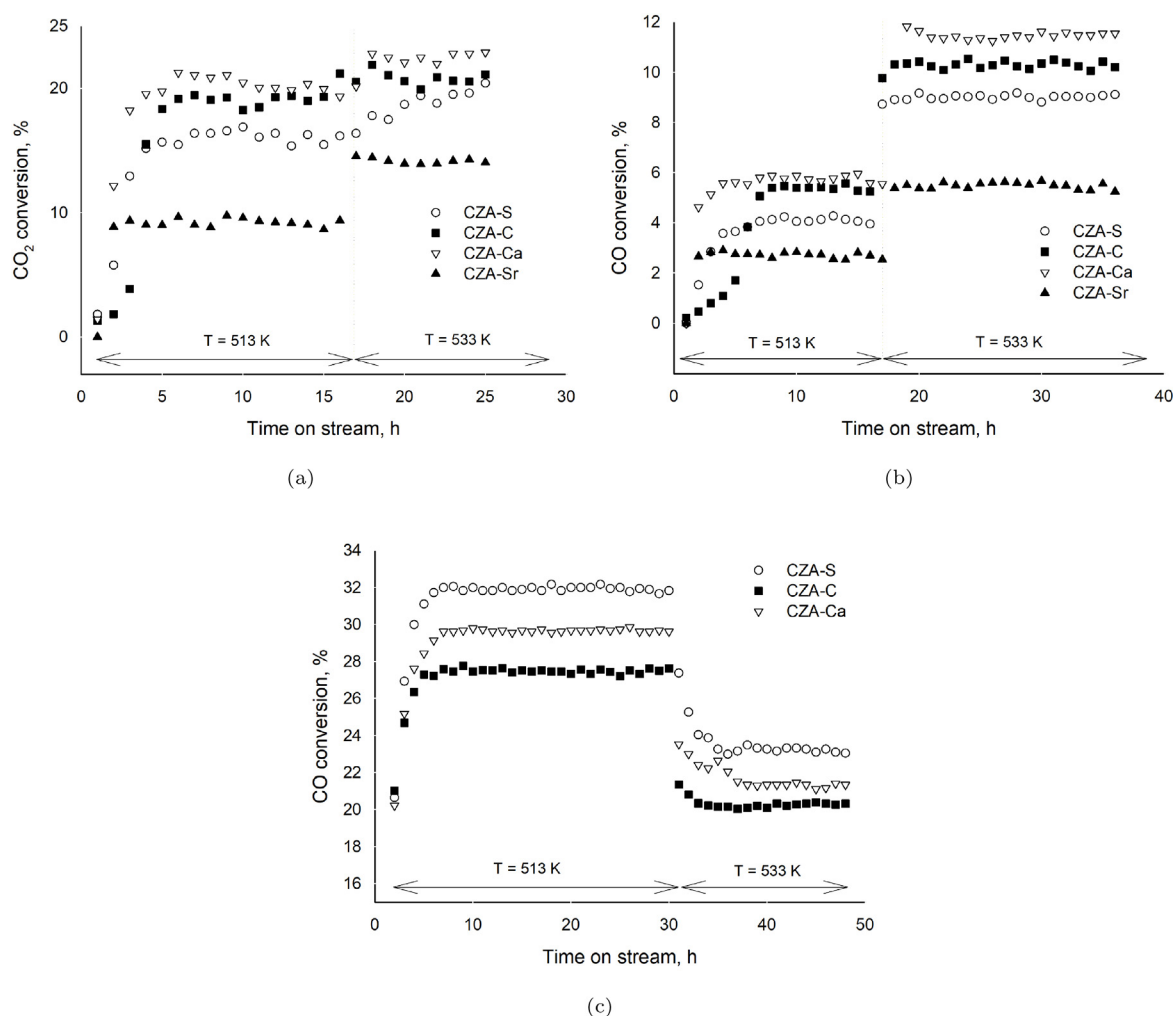 25
20
10
0
CO2 conversion, %
CZA-S
CZA-C
CZA-Ca
CZA-Sr
T = 513 K
T = 533 K
0 5 10 15 20 25 30
Time on stream, h
(a)
12
10
8
6
4
2
0
CO conversion, %
CZA-S
CZA-C
CZA-Ca
CZA-Sr
T = 513 K
T = 533 K
0 10 20 30 40
Time on stream, h
(b)
34
32
30
28
26
24
22
20
18
16
CO conversion, %
CZA-S
CZA-C
CZA-Ca
T = 513 K
T = 533 K
0 10 20 30 40 50
Time on stream, h
(c)